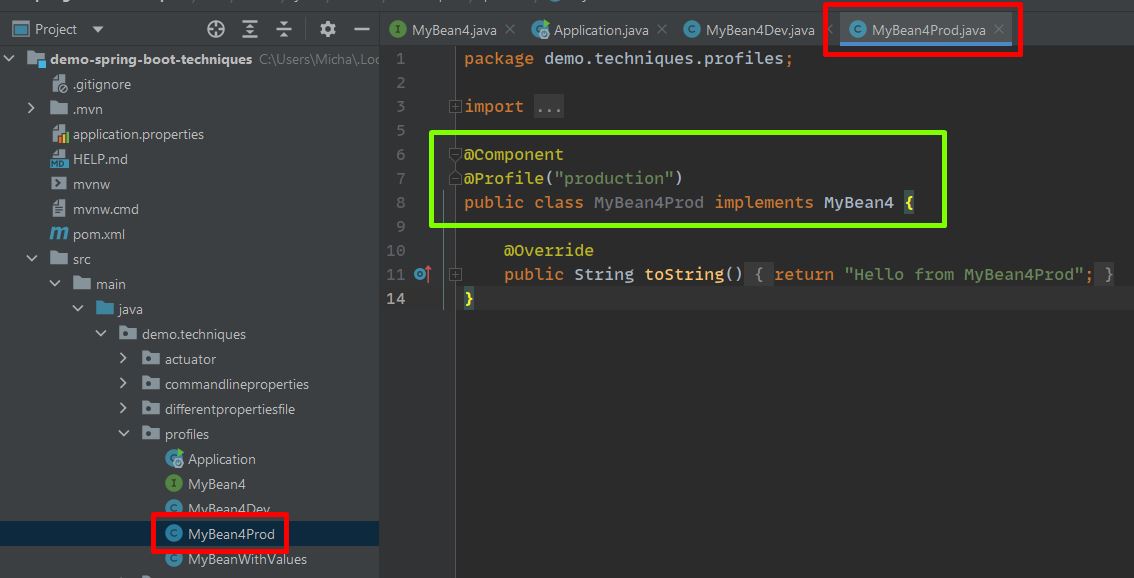 Project
demo-spring-boot-techniques C:\Users\Micha\.Loc
.gitignore
.mvn
application.properties
HELP.md
mvnw
mvnw.cmd
pom.xml
src
main
java
demo.techniques
actuator
commandlineproperties
differentpropertiesfile
profiles
Application
MyBean4
MyBean4Dev
MyBean4Prod
MyBeanWithValues
MyBean4.java
Application.java
MyBean4Dev.java
MyBean4Prod.java
1 package demo.techniques.profiles;
2
3 import ...
5
6 @Component
7 @Profile("production")
8 public class MyBean4Prod implements MyBean4 {
9
10 @Override
11 public String toString() { return "Hello from MyBean4Prod"; }
14 }